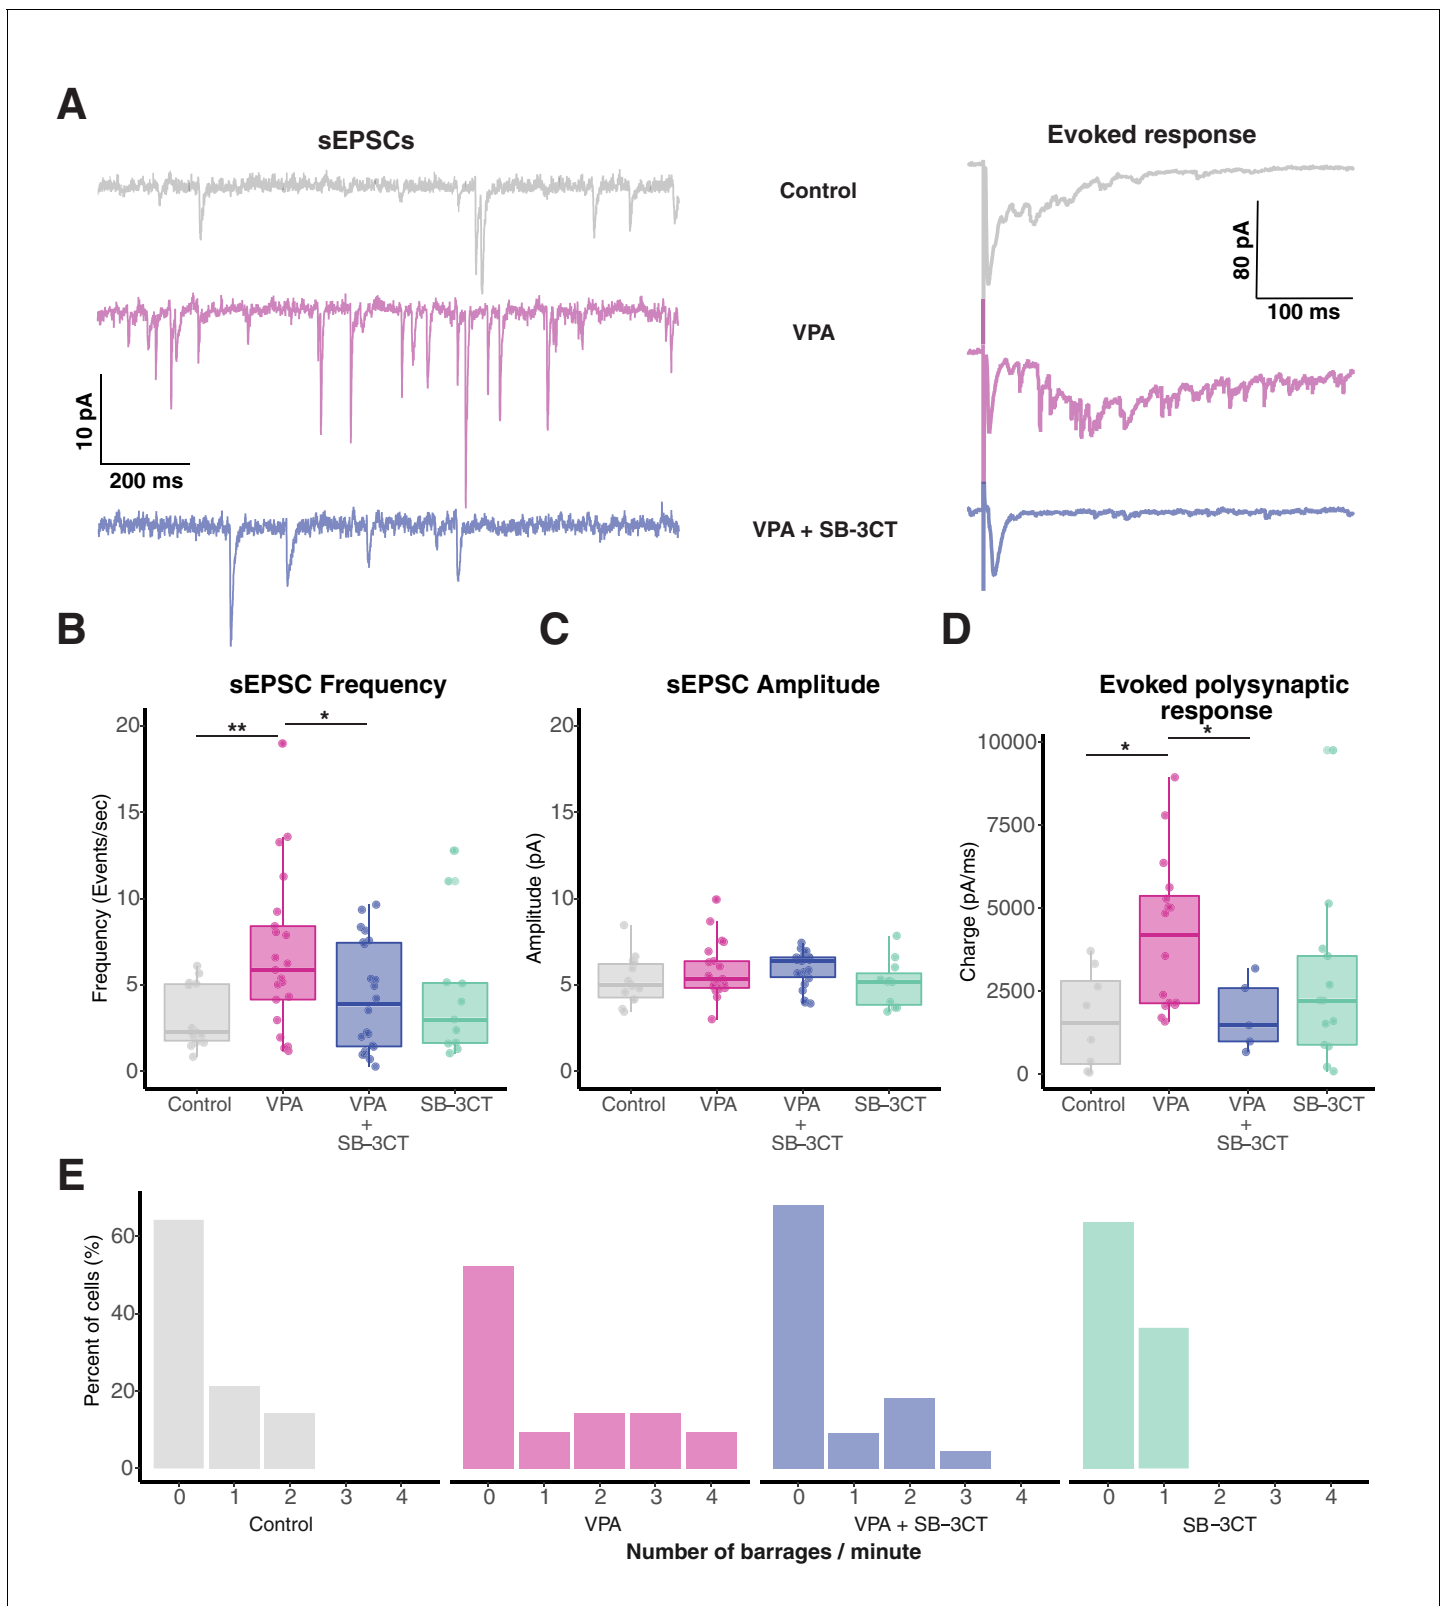 A
sEPSCs
Evoked response
Control
80 pA
100 ms
VPA
10 pA
200 ms
VPA + SB-3CT
B
C
D
sEPSC Frequency
**
*
Frequency (Events/sec)
20
15
10
5
0
Control
VPA
VPA
+
SB–3CT
SB–3CT
sEPSC Amplitude
Amplitude (pA)
20
15
10
5
0
Control
VPA
VPA
+
SB–3CT
SB–3CT
Evoked polysynaptic
response
*
*
Charge (pA/ms)
10000
7500
5000
2500
0
Control
VPA
VPA
+
SB–3CT
SB–3CT
E
Percent of cells (%)
60
40
20
0
0 1 2 3 4
Control
0 1 2 3 4
VPA
0 1 2 3 4
VPA + SB–3CT
0 1 2 3 4
SB–3CT
Number of barrages / minute